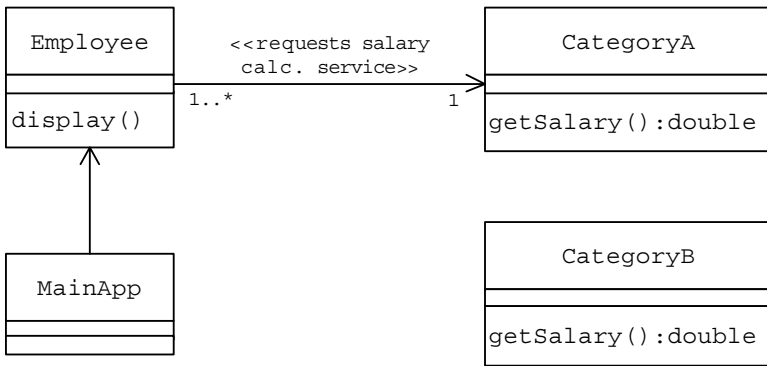 Employee
display()
<<requests salary
calc. service>>
1..*
1
CategoryA
getSalary():double
MainApp
CategoryB
getSalary():double